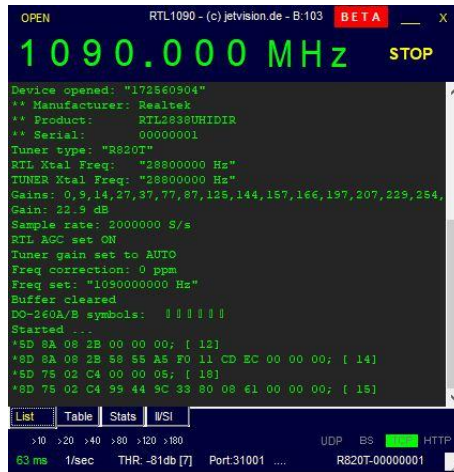 OPEN RTL1090 - (c) jetvision.de - B:103 BETA __ X
1090.000 MHz STOP
Device opened: "172560904"
** Manufacturer: Realtek
** Product: RTL2838UHIDIR
** Serial: 00000001
Tuner type: "R820T"
RTL Xtal Freq: "28800000 Hz"
TUNER Xtal Freq: "28800000 Hz"
Gains: 0,9,14,27,37,77,87,125,144,157,166,197,207,229,254,
Gain: 22.9 dB
Sample rate: 2000000 S/s
RTL AGC set ON
Tuner gain set to AUTO
Freq correction: 0 ppm
Freq set: "1090000000 Hz"
Buffer cleared
DO-260A/B symbols:
Started ...
*5D 8A 08 2B 00 00 00; [ 12]
*8D 8A 08 2B 58 55 A5 F0 11 CD EC 00 00 00; [ 14]
*5D 75 02 C4 00 00 05; [ 18]
*8D 75 02 C4 99 44 9C 33 80 08 61 00 00 00; [ 15]
List Table Stats I/SI
>10 >20 >40 >80 >120 >180 UDP BS TCP HTTP
63 ms 1/sec THR: -81db [7] Port:31001 .... R820T-00000001